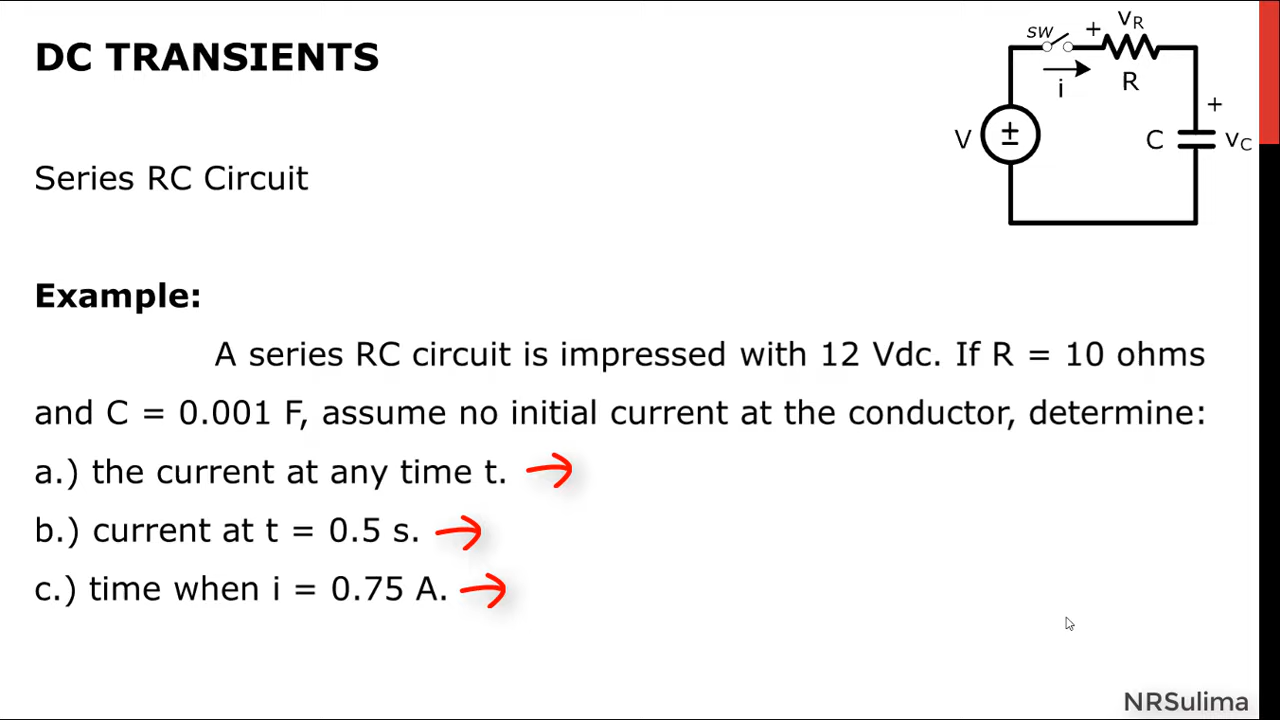 DC TRANSIENTS
Series RC Circuit
sw
+
vR
i
R
V
±
C
+
vC
Example:
A series RC circuit is impressed with 12 Vdc. If R = 10 ohms
and C = 0.001 F, assume no initial current at the conductor, determine:
a.) the current at any time t.
b.) current at t = 0.5 s.
c.) time when i = 0.75 A.
NRSulima